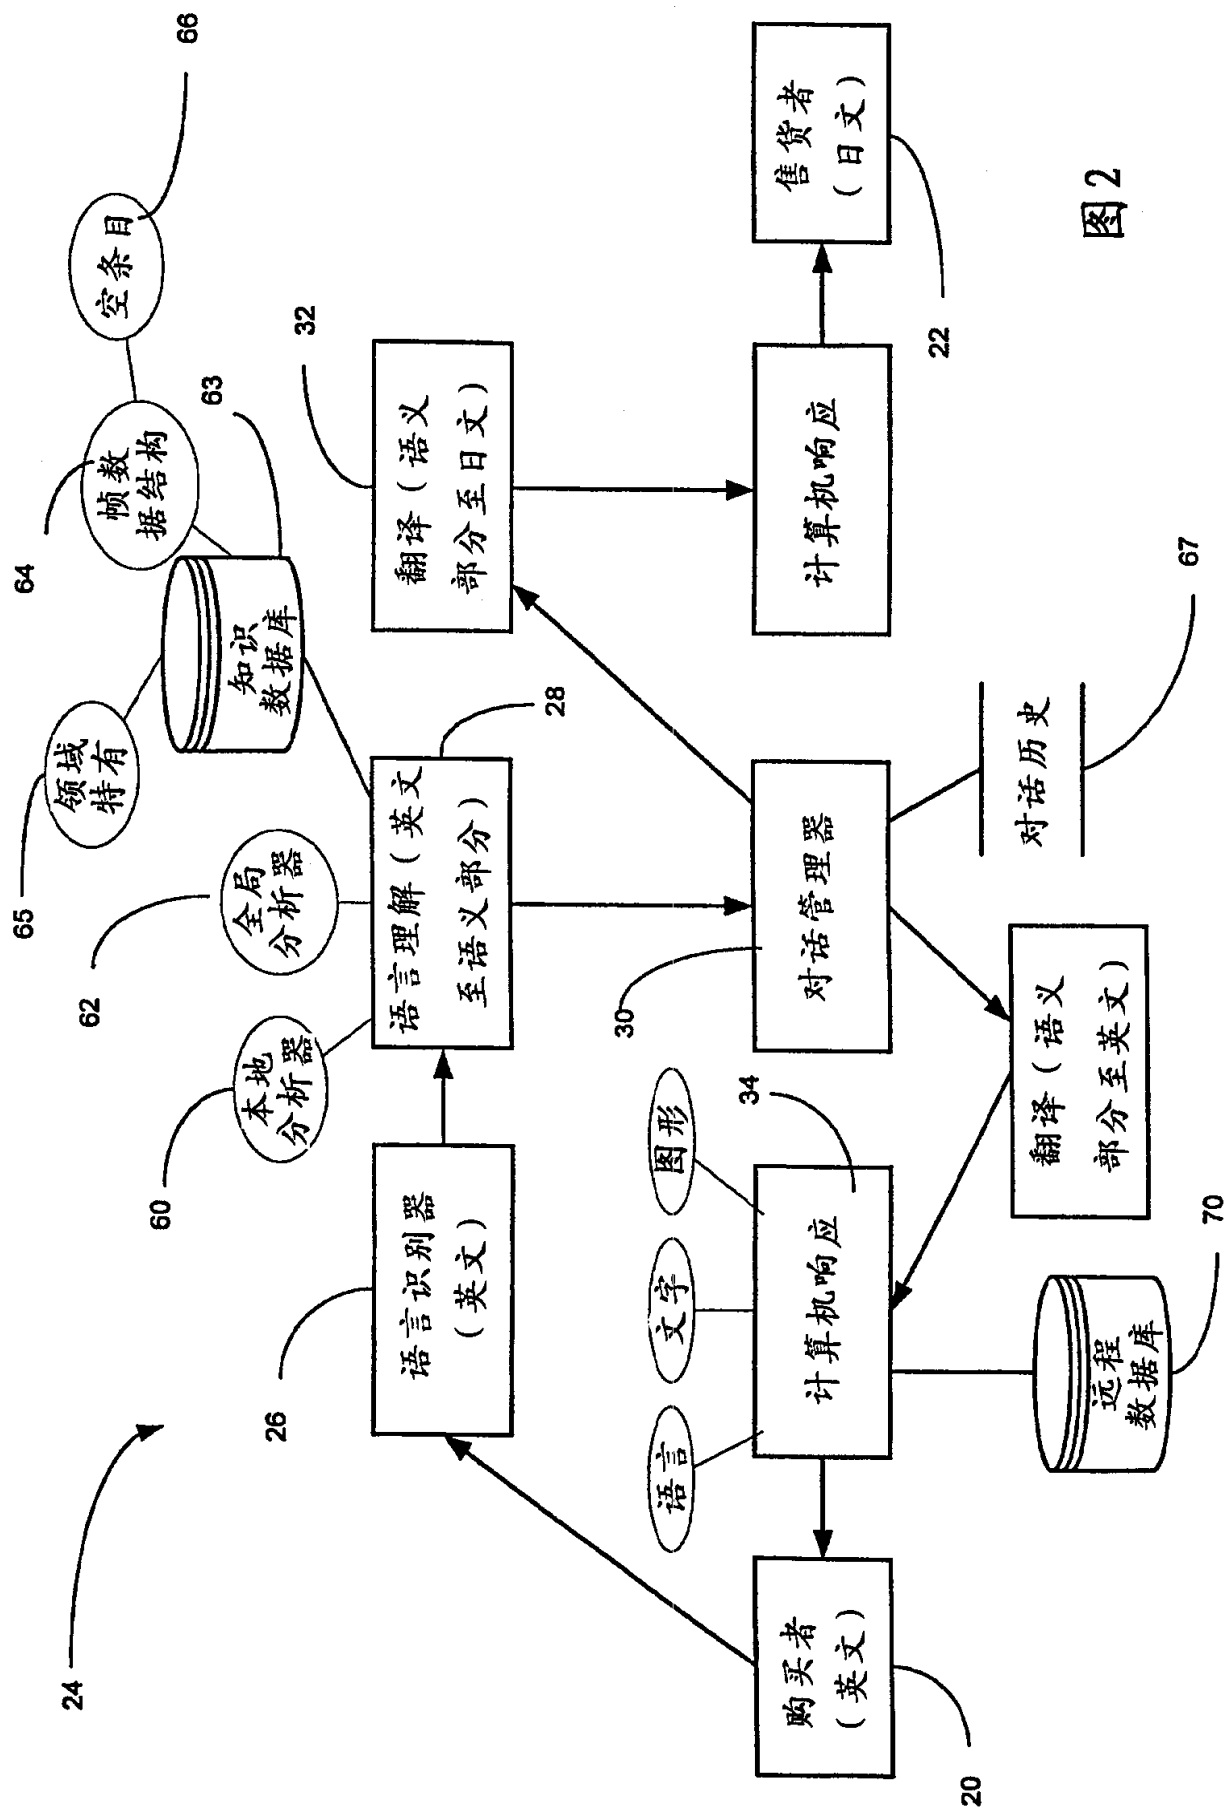 24
26
语言识别器
（英文）
60
本地
分析器
62
全局
分析器
65
领域
特有
64
帧数
据结构
66
空条目
63
知识
数据库
28
语言理解（英文
至语义部分）
32
翻译（语义
部分至日文）
20
购买者
（英文）
语言
文字
图形
34
计算机响应
30
对话管理器
计算机响应
22
售货者
（日文）
70
远程
数据库
翻译（语义
部分至英文）
67
对话历史
图2